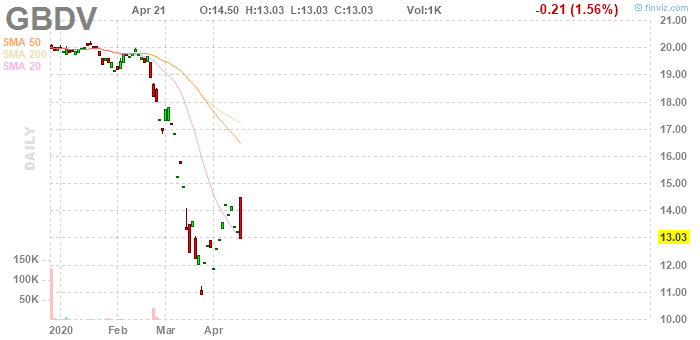 GBDV Apr 21 O:14.50 H:13.03 L:13.03 C:13.03 Vol:1K -0.21 (1.56%) © finviz.com
SMA 50
SMA 200
SMA 20
DAILY
21.00
20.00
19.00
18.00
17.00
16.00
15.00
14.00
13.03
12.00
11.00
10.00
150K
100K
50K
2020 Feb Mar Apr